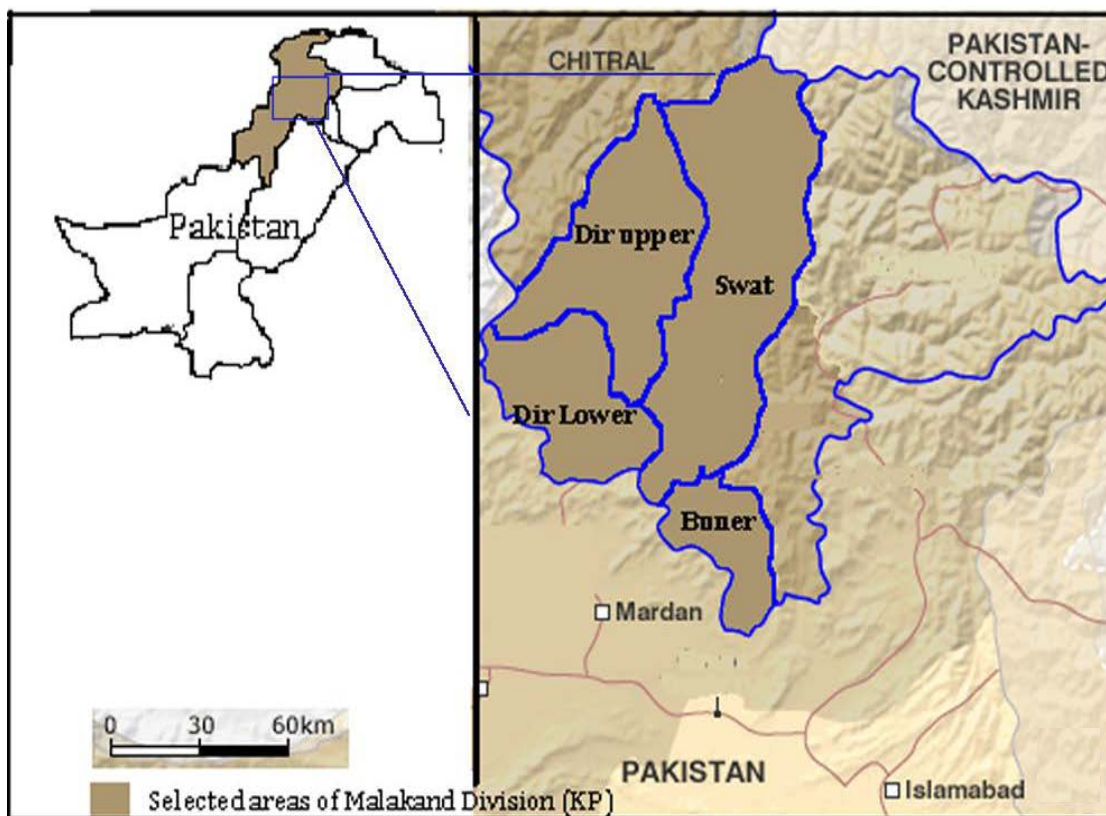 CHITRAL
PAKISTAN-
CONTROLLED
KASHMIR
Pakistan
Dir upper
Swat
Dir Lower
Buner
Mardan
0 30 60km
PAKISTAN
Islamabad
Selected areas of Malakand Division (KP)